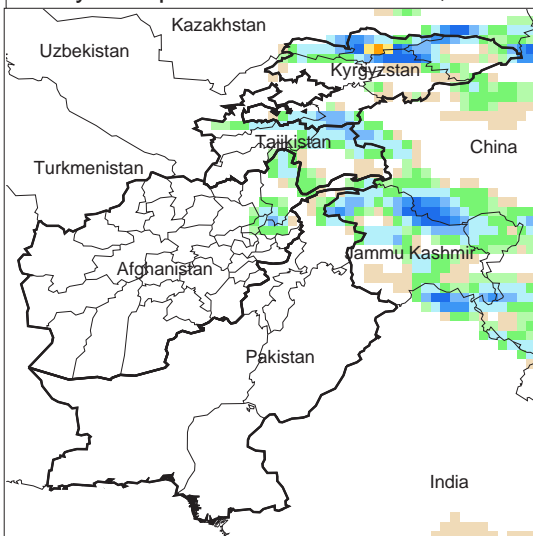 Kazakhstan
Uzbekistan
Kyrgyzstan
Tajikistan
China
Turkmenistan
Jammu Kashmir
Afghanistan
Pakistan
India